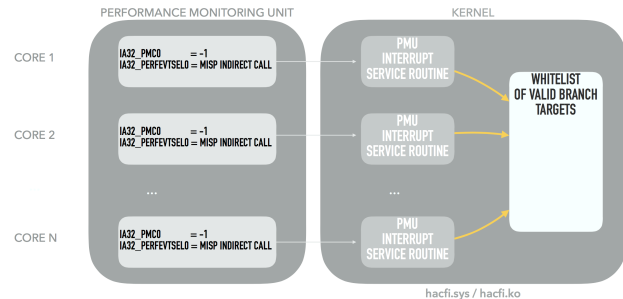 PERFORMANCE MONITORING UNIT
KERNEL
CORE 1
IA32_PMC0 = -1
IA32_PERFEVTSEL0 = MISP INDIRECT CALL
PMU
INTERRUPT
SERVICE ROUTINE
WHITELIST
OF VALID BRANCH
TARGETS
CORE 2
IA32_PMC0 = -1
IA32_PERFEVTSEL0 = MISP INDIRECT CALL
PMU
INTERRUPT
SERVICE ROUTINE
...
...
CORE N
IA32_PMC0 = -1
IA32_PERFEVTSEL0 = MISP INDIRECT CALL
PMU
INTERRUPT
SERVICE ROUTINE
hacfi.sys / hacfi.ko